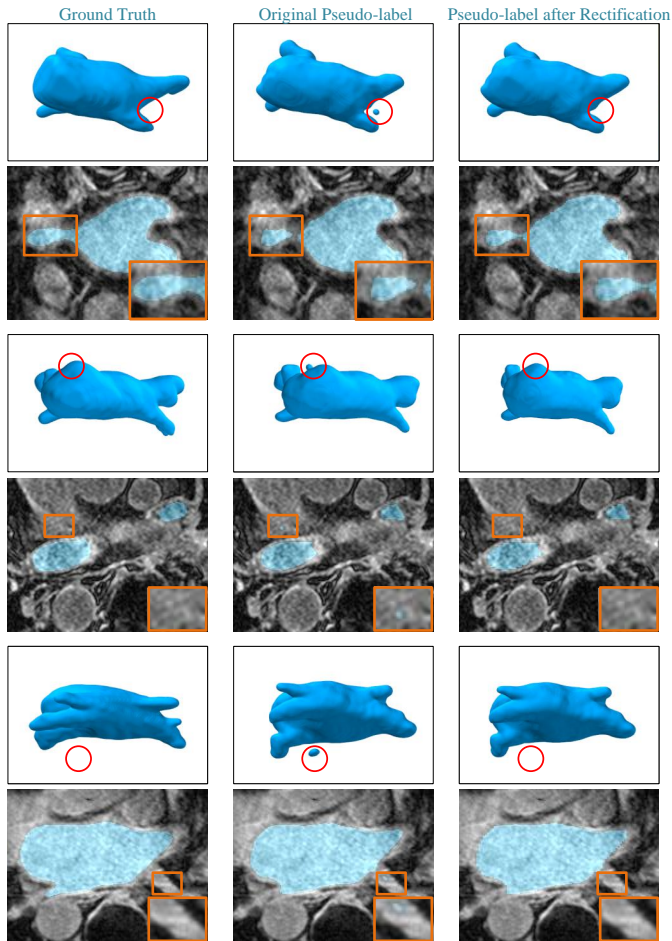 Ground Truth
Original Pseudo-label
Pseudo-label after Rectification